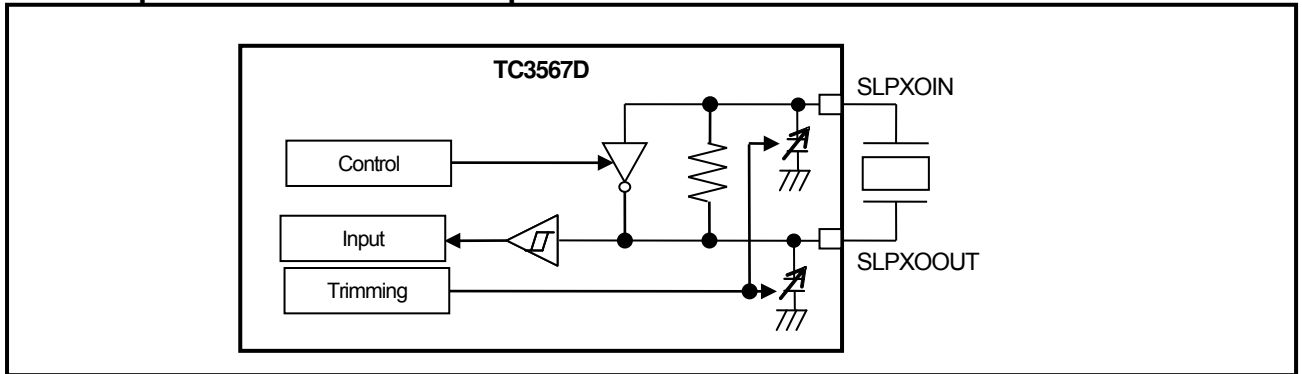 TC3567D
SLPXOIN
Control
Input
SLPXOOUT
Trimming